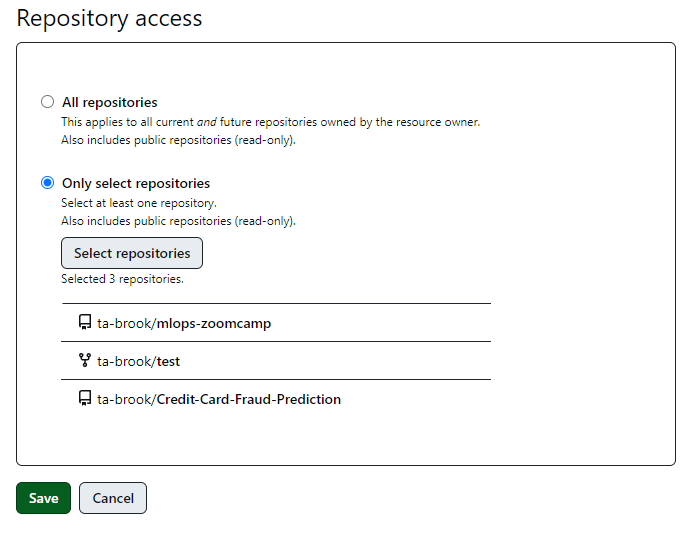 Repository access
All repositories
This applies to all current and future repositories owned by the resource owner.
Also includes public repositories (read-only).
Only select repositories
Select at least one repository.
Also includes public repositories (read-only).
Select repositories
Selected 3 repositories.
ta-brook/mlops-zoomcamp
ta-brook/test
ta-brook/Credit-Card-Fraud-Prediction
Save Cancel